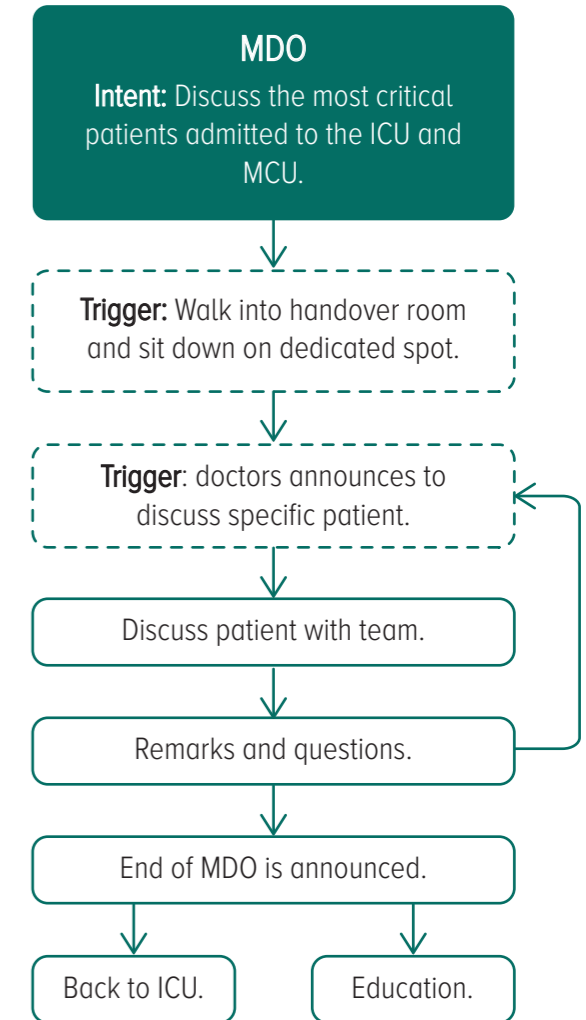 MDO
Intent: Discuss the most critical
patients admitted to the ICU and
MCU.
Trigger: Walk into handover room
and sit down on dedicated spot.
Trigger: doctors announces to
discuss specific patient.
Discuss patient with team.
Remarks and questions.
End of MDO is announced.
Back to ICU.
Education.